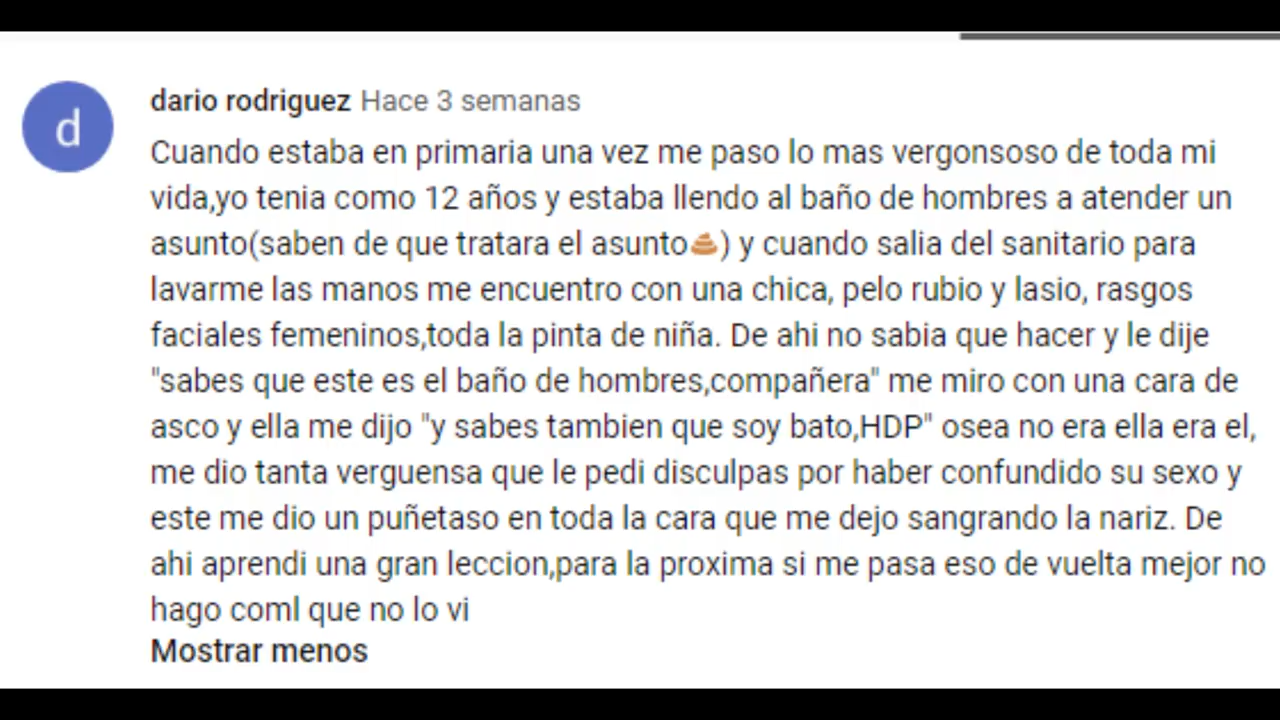 d
dario rodriguez Hace 3 semanas
Cuando estaba en primaria una vez me paso lo mas vergonsoso de toda mi
vida,yo tenia como 12 años y estaba llendo al baño de hombres a atender un
asunto(saben de que tratara el asunto💩) y cuando salia del sanitario para
lavarme las manos me encuentro con una chica, pelo rubio y lasio, rasgos
faciales femeninos,toda la pinta de niña. De ahi no sabia que hacer y le dije
"sabes que este es el baño de hombres,compañera" me miro con una cara de
asco y ella me dijo "y sabes tambien que soy bato,HDP" osea no era ella era el,
me dio tanta verguensa que le pedi disculpas por haber confundido su sexo y
este me dio un puñetaso en toda la cara que me dejo sangrando la nariz. De
ahi aprendi una gran leccion,para la proxima si me pasa eso de vuelta mejor no
hago coml que no lo vi
Mostrar menos